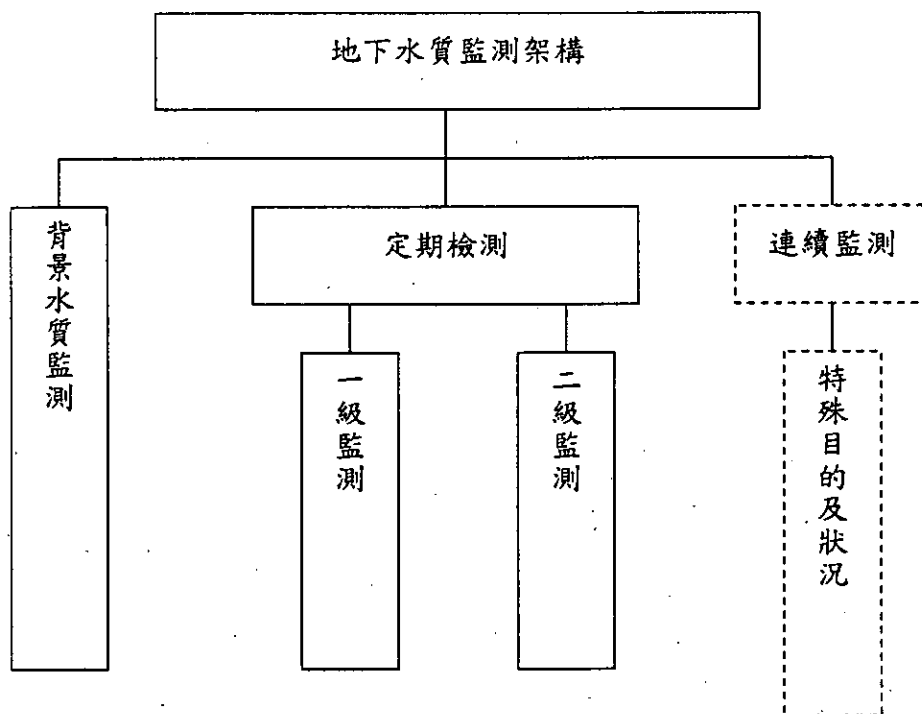 地下水質監測架構
背景水質監測
定期檢測
連續監測
一級監測
二級監測
特殊目的及狀況